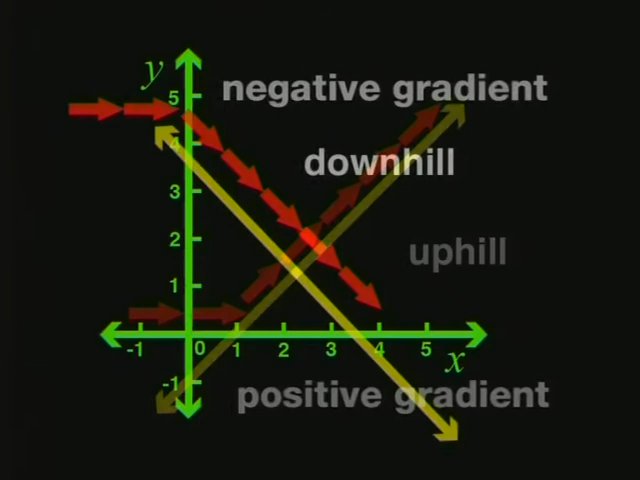 y
negative gradient
5
downhill
4
3
2
uphill
1
-1 0 1 2 3 4 5
x
-1
positive gradient